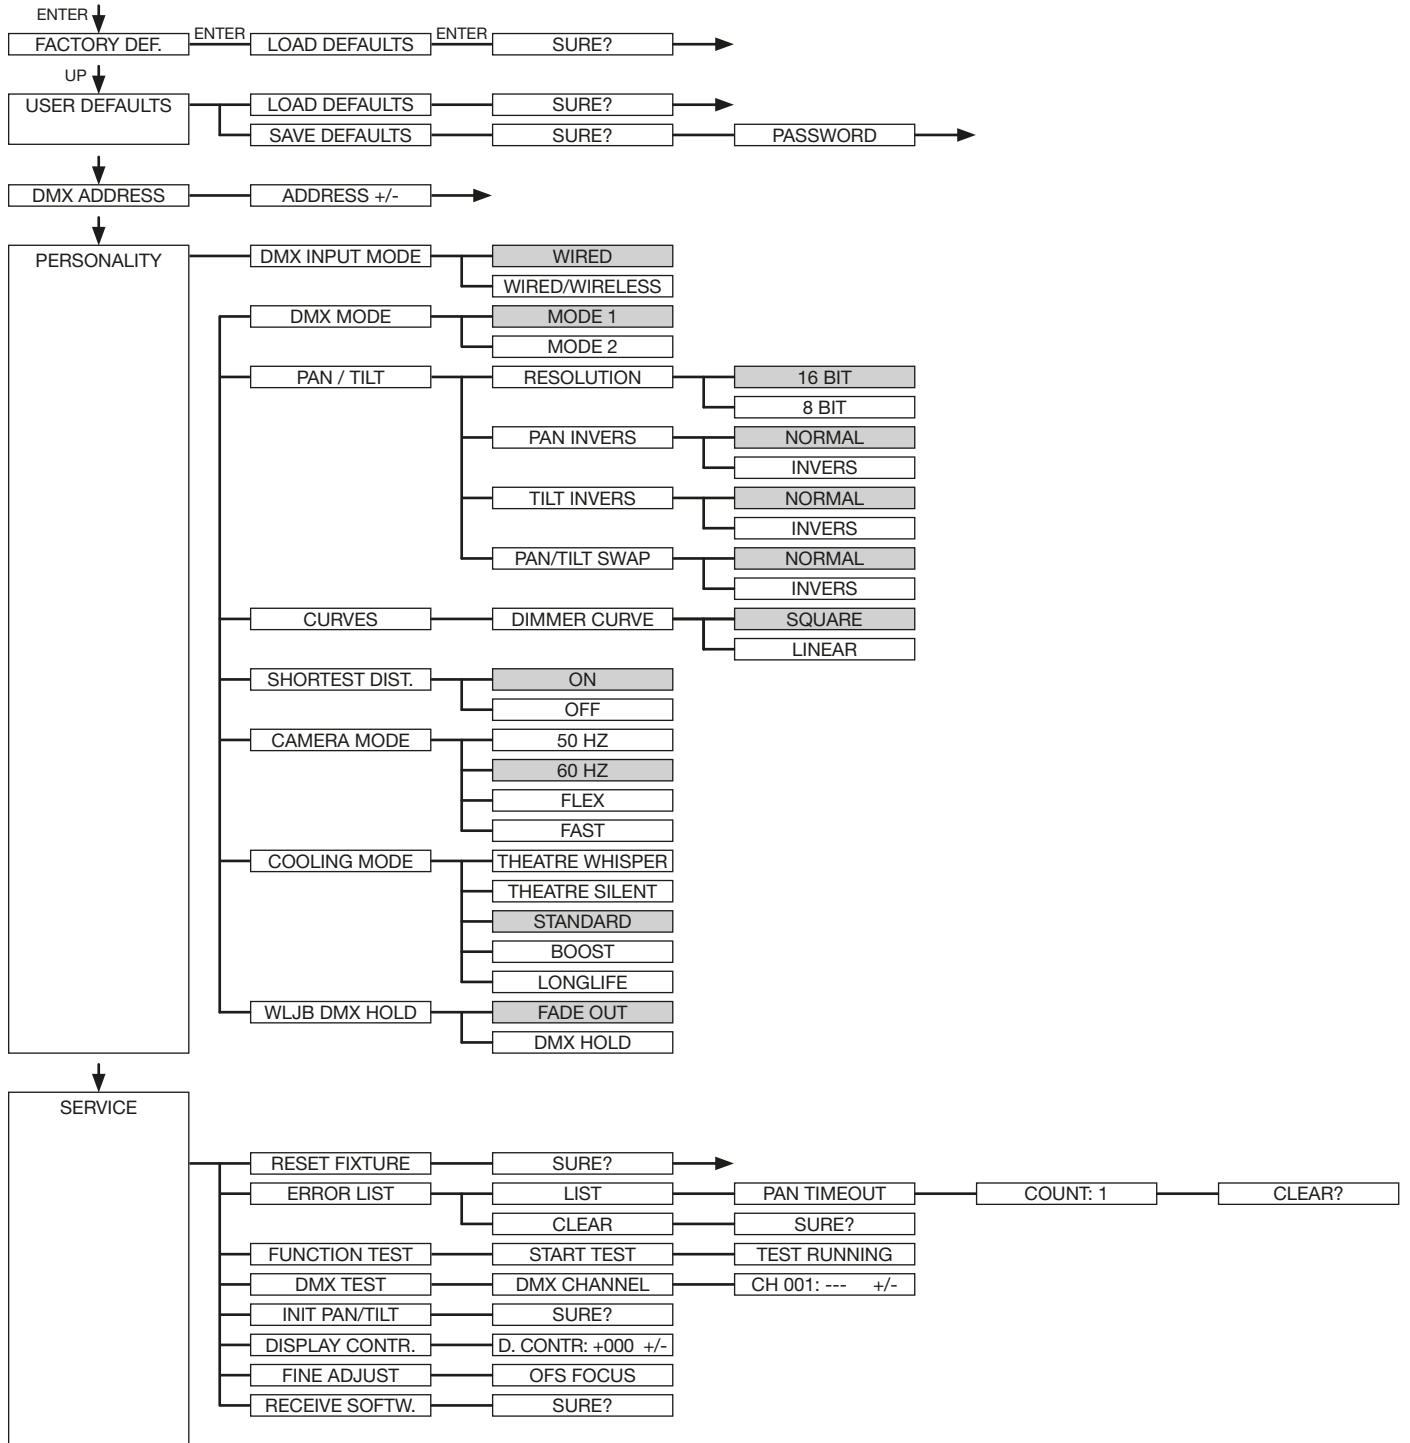 ENTER
FACTORY DEF. ENTER LOAD DEFAULTS ENTER SURE?
UP
USER DEFAULTS LOAD DEFAULTS SURE?
SAVE DEFAULTS SURE? PASSWORD
DMX ADDRESS ADDRESS +/-
PERSONALITY DMX INPUT MODE WIRED
WIRED/WIRELESS
DMX MODE MODE 1
MODE 2
PAN / TILT RESOLUTION 16 BIT
8 BIT
PAN INVERS NORMAL
INVERS
TILT INVERS NORMAL
INVERS
PAN/TILT SWAP NORMAL
INVERS
CURVES DIMMER CURVE SQUARE
LINEAR
SHORTEST DIST. ON
OFF
CAMERA MODE 50 HZ
60 HZ
FLEX
FAST
COOLING MODE THEATRE WHISPER
THEATRE SILENT
STANDARD
BOOST
LONGLIFE
WLJB DMX HOLD FADE OUT
DMX HOLD
SERVICE
RESET FIXTURE SURE?
ERROR LIST LIST PAN TIMEOUT COUNT: 1 CLEAR?
CLEAR SURE?
FUNCTION TEST START TEST TEST RUNNING
DMX TEST DMX CHANNEL CH 001: --- +/-
INIT PAN/TILT SURE?
DISPLAY CONTR. D. CONTR: +000 +/-
FINE ADJUST OFS FOCUS
RECEIVE SOFTW. SURE?